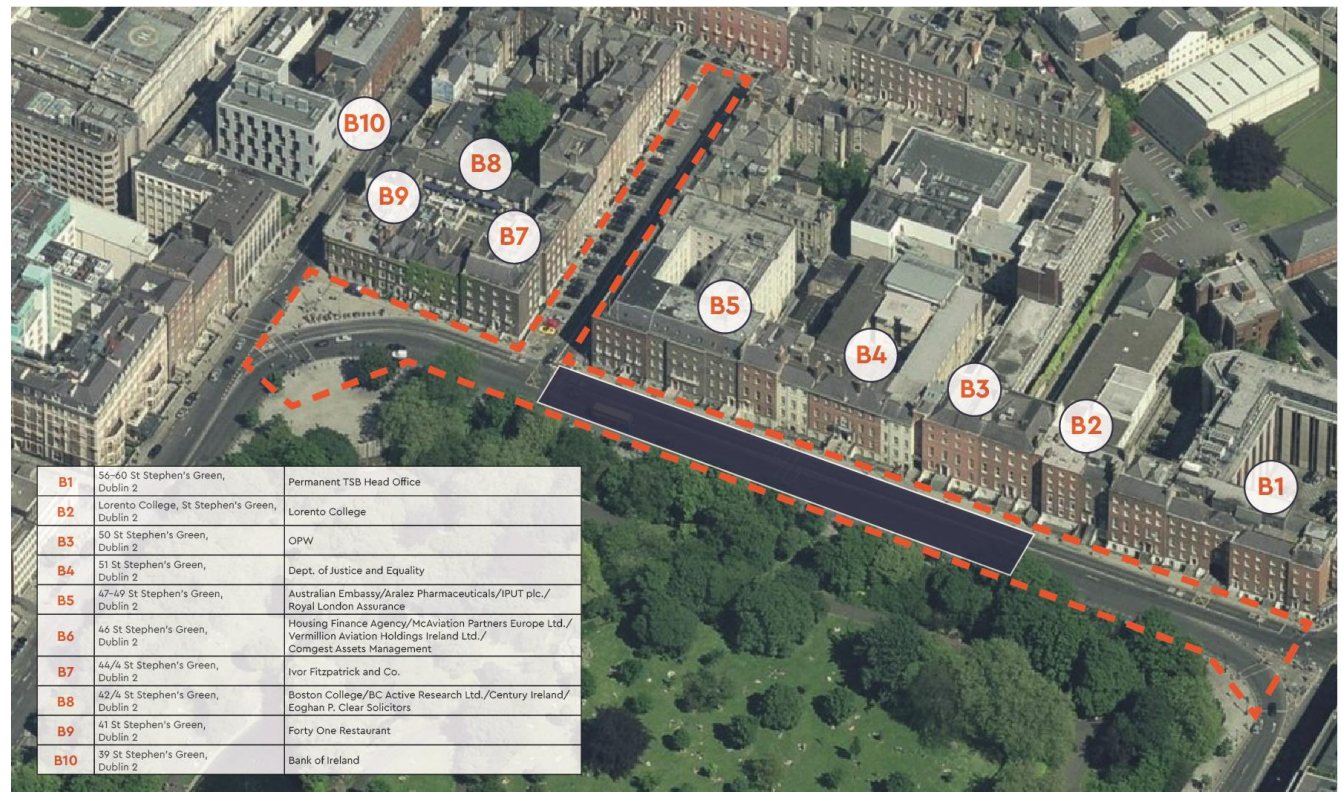 B10
B8
B9
B7
B5
B4
B3
B2
B1
B1 56–60 St Stephen's Green, Dublin 2 Permanent TSB Head Office
B2 Lorento College, St Stephen's Green, Dublin 2 Lorento College
B3 50 St Stephen's Green, Dublin 2 OPW
B4 51 St Stephen's Green, Dublin 2 Dept. of Justice and Equality
B5 47–49 St Stephen's Green, Dublin 2 Australian Embassy/Aralez Pharmaceuticals/IPUT plc./
Royal London Assurance
B6 46 St Stephen's Green, Dublin 2 Housing Finance Agency/McAviation Partners Europe Ltd./
Vermillion Aviation Holdings Ireland Ltd./
Comgest Assets Management
B7 44/4 St Stephen's Green, Dublin 2 Ivor Fitzpatrick and Co.
B8 42/4 St Stephen's Green, Dublin 2 Boston College/BC Active Research Ltd./Century Ireland/
Eoghan P. Clear Solicitors
B9 41 St Stephen's Green, Dublin 2 Forty One Restaurant
B10 39 St Stephen's Green, Dublin 2 Bank of Ireland